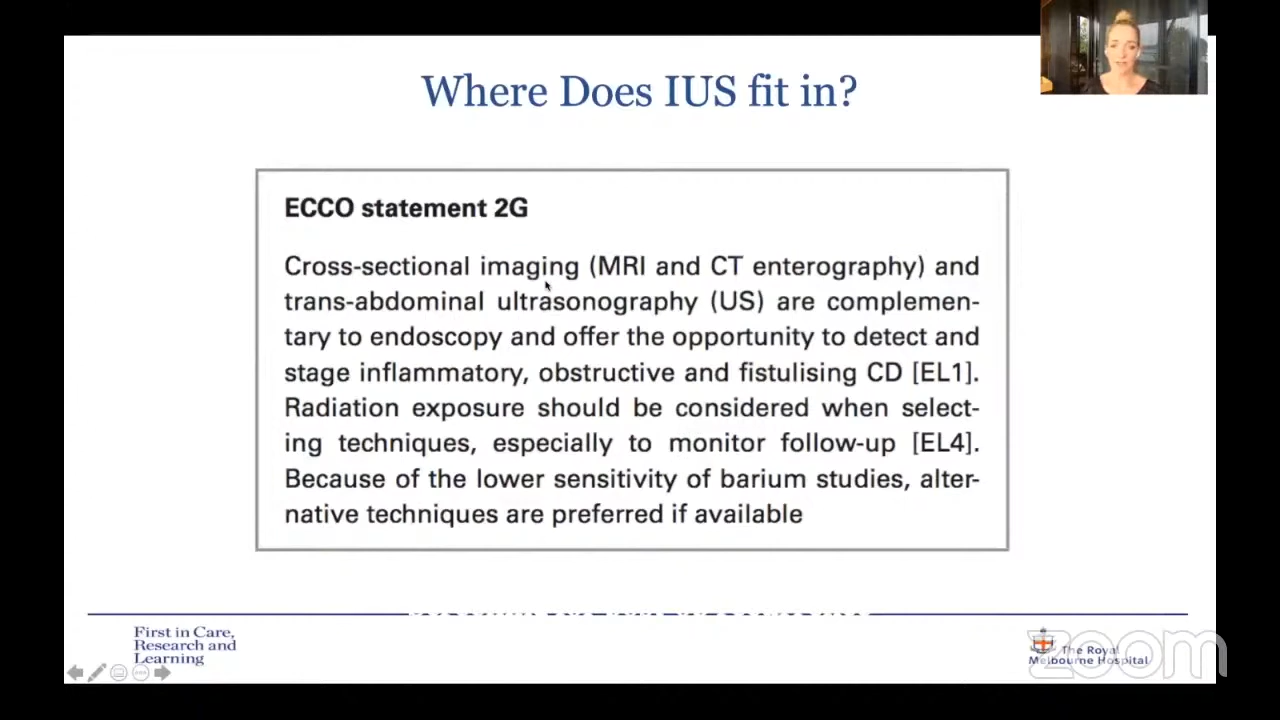 Where Does IUS fit in?
ECCO statement 2G
Cross-sectional imaging (MRI and CT enterography) and
trans-abdominal ultrasonography (US) are complemen-
tary to endoscopy and offer the opportunity to detect and
stage inflammatory, obstructive and fistulising CD [EL1].
Radiation exposure should be considered when select-
ing techniques, especially to monitor follow-up [EL4].
Because of the lower sensitivity of barium studies, alter-
native techniques are preferred if available
First in Care,
Research and
Learning
The Royal
Melbourne Hospital
zoom